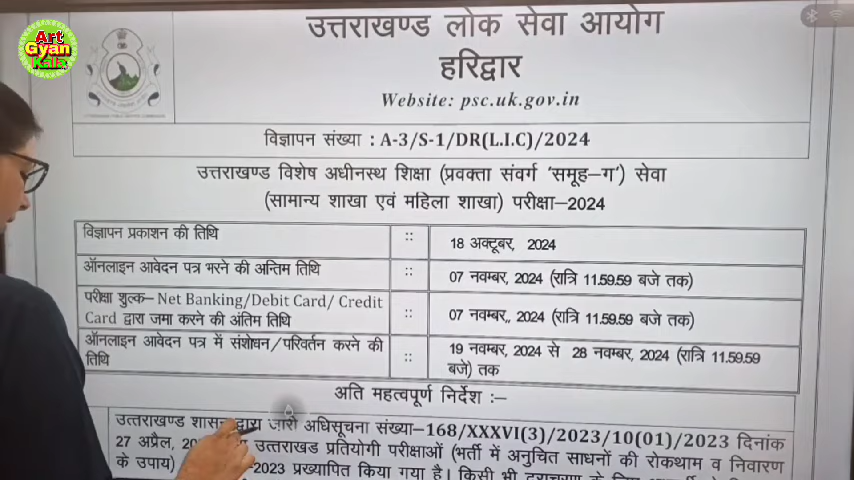 Art
Gyan
Kala
उत्तराखण्ड लोक सेवा आयोग
हरिद्वार
Website: psc.uk.gov.in
विज्ञापन संख्या : A-3/S-1/DR(L.I.C)/2024
उत्तराखण्ड विशेष अधीनस्थ शिक्षा (प्रवक्ता संवर्ग 'समूह–ग') सेवा
(सामान्य शाखा एवं महिला शाखा) परीक्षा–2024
विज्ञापन प्रकाशन की तिथि :: 18 अक्टूबर, 2024
ऑनलाइन आवेदन पत्र भरने की अन्तिम तिथि :: 07 नवम्बर, 2024 (रात्रि 11.59.59 बजे तक)
परीक्षा शुल्क– Net Banking/Debit Card/ Credit
Card द्वारा जमा करने की अंतिम तिथि :: 07 नवम्बर,, 2024 (रात्रि 11.59.59 बजे तक)
ऑनलाइन आवेदन पत्र में संशोधन/परिवर्तन करने की
तिथि :: 19 नवम्बर, 2024 से 28 नवम्बर, 2024 (रात्रि 11.59.59
बजे) तक
अति महत्वपूर्ण निर्देश :–
उत्तराखण्ड शासन द्वारा जारी अधिसूचना संख्या–168/XXXVI(3)/2023/10(01)/2023 दिनांक
27 अप्रैल, उत्तराखंड प्रतियोगी परीक्षाओं (भर्ती में अनुचित साधनों की रोकथाम व निवारण
के उपाय) –2023 प्रख्यापित किया गया है। किसी भी